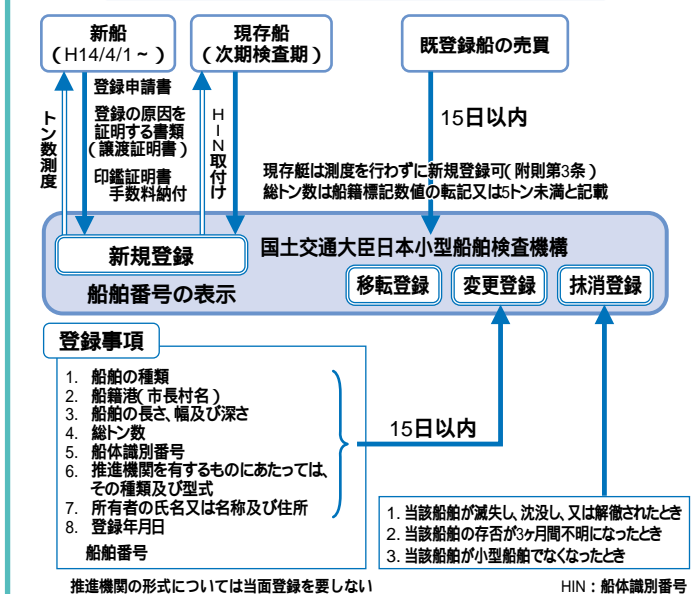 新船
(H14/4/1~)
現存船
(次期検査期)
既登録船の売買
トン数測度
登録申請書
登録の原因を
証明する書類
(譲渡証明書)
印鑑証明書
手数料納付
HIN取付け
15日以内
現存艇は測度を行わずに新規登録可(附則第3条)
総トン数は船籍標記数値の転記又は5トン未満と記載
新規登録
国土交通大臣日本小型船舶検査機構
船舶番号の表示
移転登録
変更登録
抹消登録
登録事項
1. 船舶の種類
2. 船籍港(市長村名)
3. 船舶の長さ、幅及び深さ
4. 総トン数
5. 船体識別番号
6. 推進機関を有するものにあたっては、
その種類及び型式
7. 所有者の氏名又は名称及び住所
8. 登録年月日
船舶番号
15日以内
1. 当該船舶が滅失し、沈没し、又は解徹されたとき
2. 当該船舶の存否が3ヶ月間不明になったとき
3. 当該船舶が小型船舶でなくなったとき
推進機関の形式については当面登録を要しない
HIN:船体識別番号